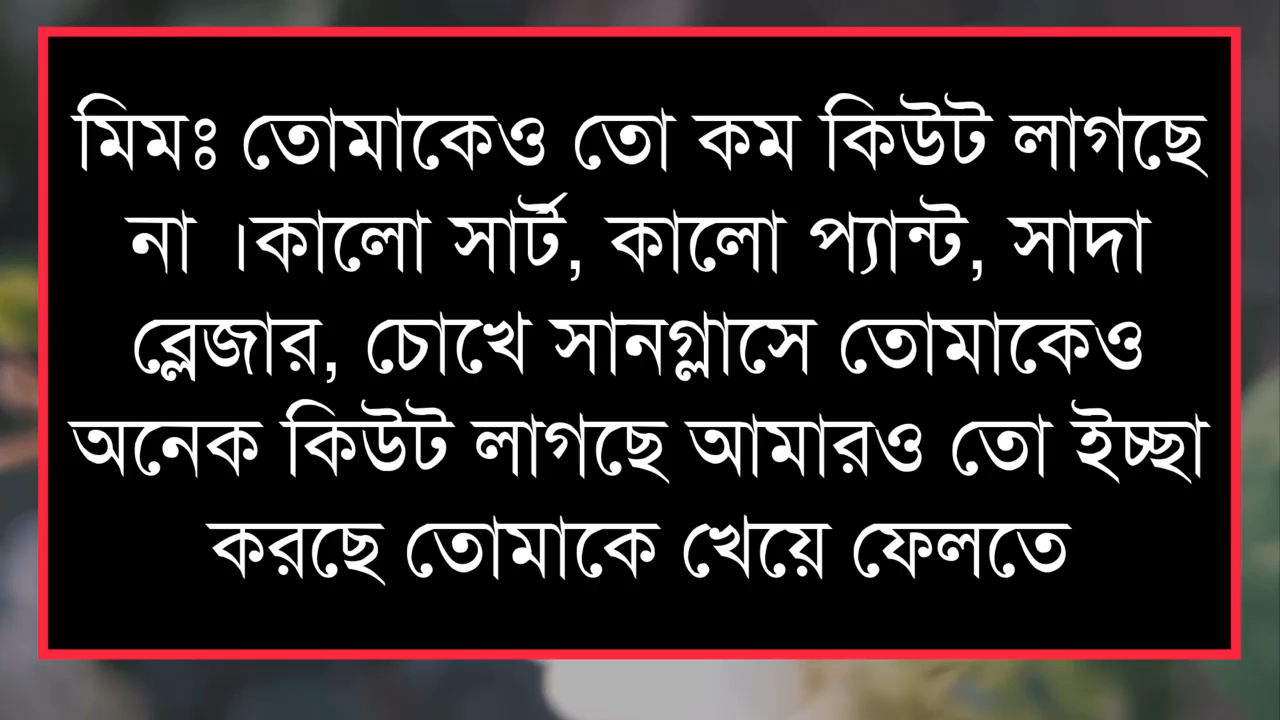 মিমঃ তোমাকেও তো কম কিউট লাগছে
না ।কালো সার্ট, কালো প্যান্ট, সাদা
ব্লেজার, চোখে সানগ্লাসে তোমাকেও
অনেক কিউট লাগছে আমারও তো ইচ্ছা
করছে তোমাকে খেয়ে ফেলতে